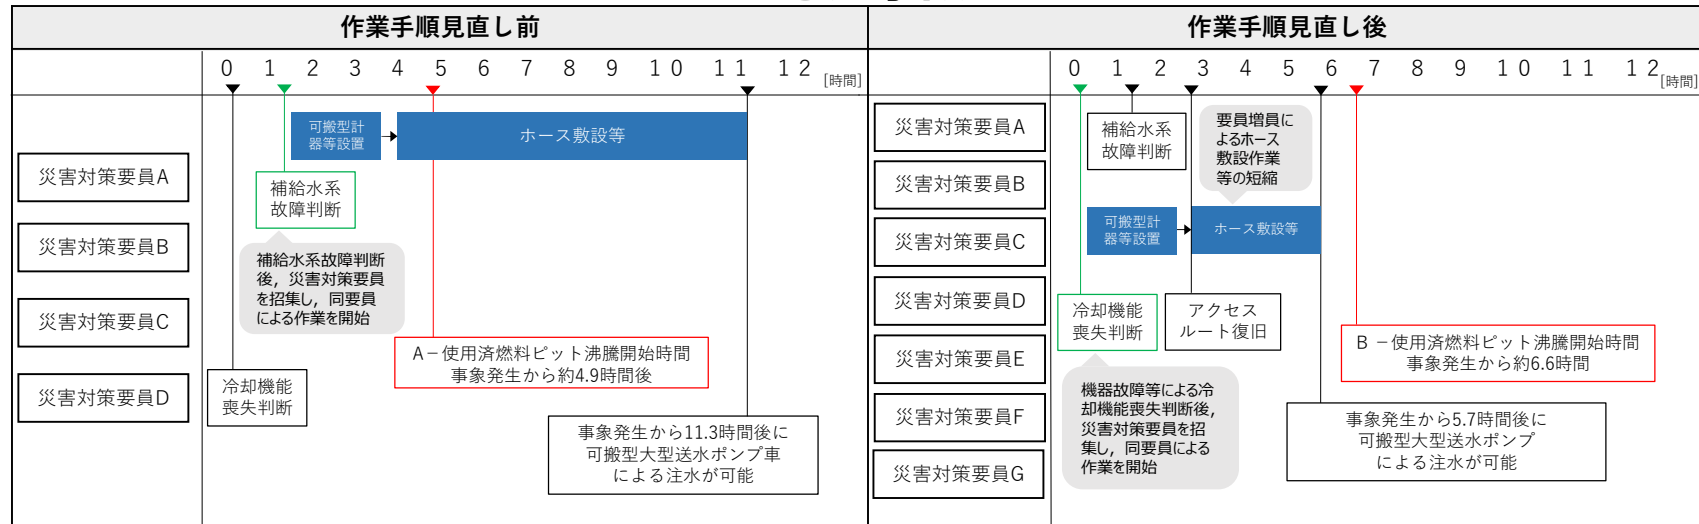 作業手順見直し前
0 1 2 3 4 5 6 7 8 9 10 11 12 [時間]
災害対策要員A
災害対策要員B
災害対策要員C
災害対策要員D
可搬型計
器等設置
ホース敷設等
補給水系
故障判断
補給水系故障判断
後，災害対策要員
を招集し，同要員
による作業を開始
A－使用済燃料ピット沸騰開始時間
事象発生から約4.9時間後
冷却機能
喪失判断
事象発生から11.3時間後に
可搬型大型送水ポンプ車
による注水が可能
作業手順見直し後
0 1 2 3 4 5 6 7 8 9 10 11 12 [時間]
災害対策要員A
災害対策要員B
災害対策要員C
災害対策要員D
災害対策要員E
災害対策要員F
災害対策要員G
補給水系
故障判断
要員増員に
よるホース
敷設作業
等の短縮
可搬型計
器等設置
ホース敷設等
冷却機能
喪失判断
アクセス
ルート復旧
B－使用済燃料ピット沸騰開始時間
事象発生から約6.6時間
機器故障等による冷
却機能喪失判断後，
災害対策要員を招
集し，同要員による
作業を開始
事象発生から5.7時間後に
可搬型大型送水ポンプ
による注水が可能